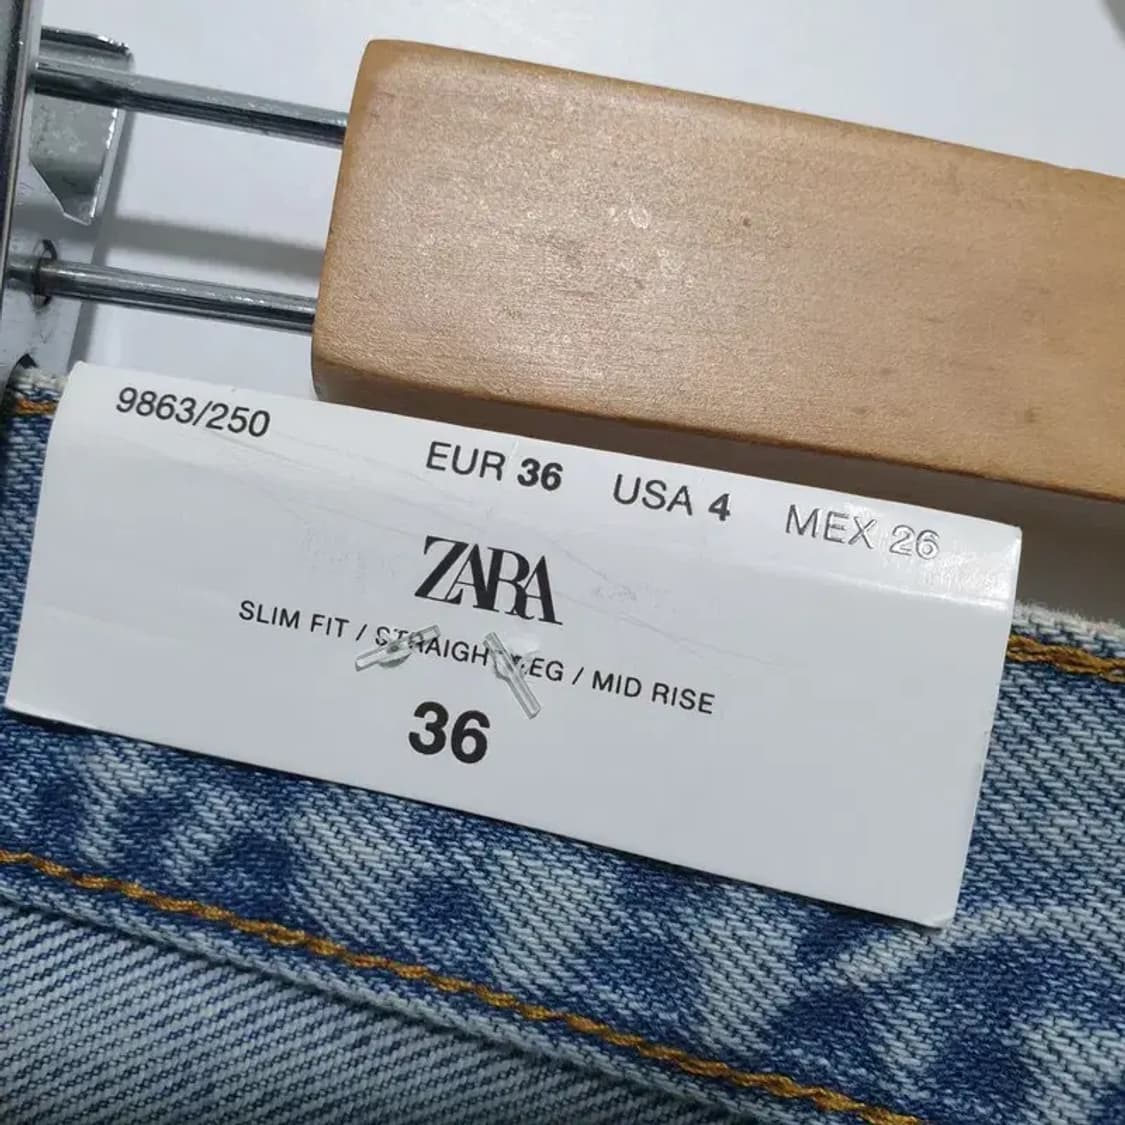 9863/250
EUR 36 USA 4 MEX 26
ZARA
SLIM FIT / STRAIGHT LEG / MID RISE
36